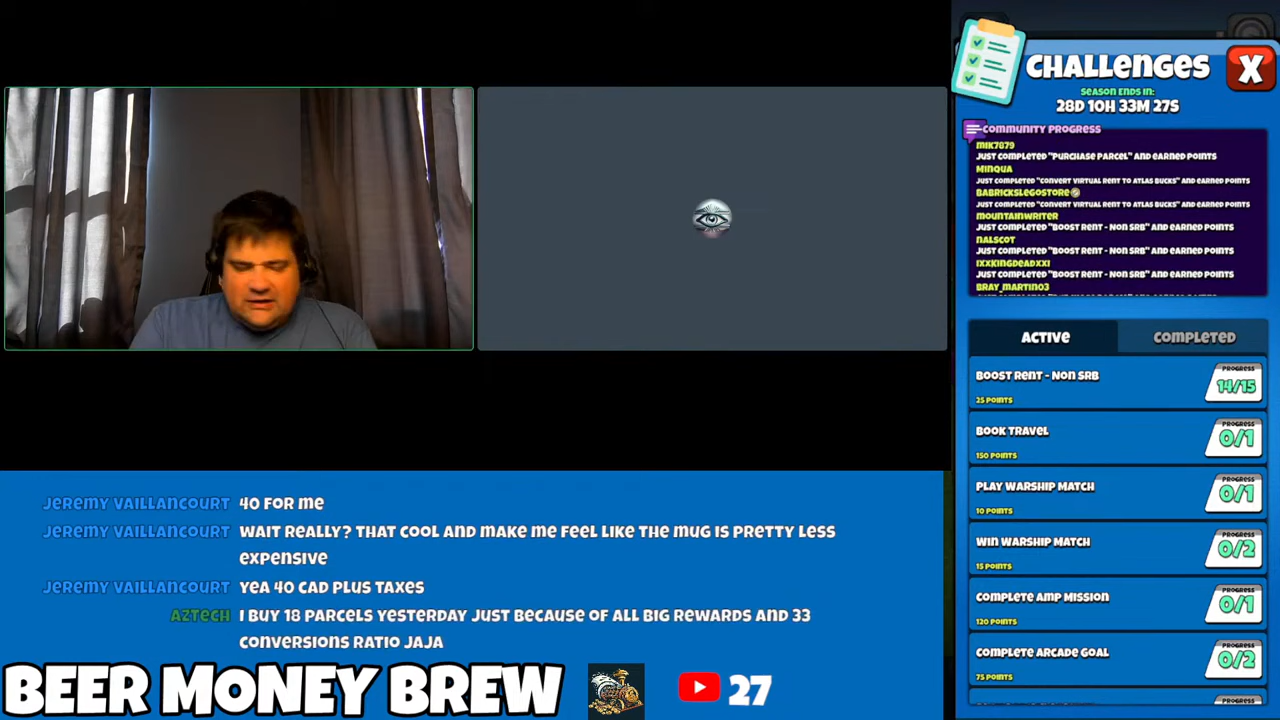 CHALLENGES
X
SEASON ENDS IN:
28D 10H 33M 27S
COMMUNITY PROGRESS
MIK7879
JUST COMPLETED "PURCHASE PARCEL" AND EARNED POINTS
MINQUA
JUST COMPLETED "CONVERT VIRTUAL RENT TO ATLAS BUCKS" AND EARNED POINTS
BABRICKSLEGOSTORE
JUST COMPLETED "CONVERT VIRTUAL RENT TO ATLAS BUCKS" AND EARNED POINTS
MOUNTAINWRITER
JUST COMPLETED "BOOST RENT - NON SRB" AND EARNED POINTS
NALSCOT
JUST COMPLETED "BOOST RENT - NON SRB" AND EARNED POINTS
IXXKINGDEADXXI
JUST COMPLETED "BOOST RENT - NON SRB" AND EARNED POINTS
BRAY_MARTIN03
ACTIVE
COMPLETED
BOOST RENT - NON SRB
25 POINTS
PROGRESS
14/15
BOOK TRAVEL
150 POINTS
PROGRESS
0/1
PLAY WARSHIP MATCH
10 POINTS
PROGRESS
0/1
WIN WARSHIP MATCH
15 POINTS
PROGRESS
0/2
COMPLETE AMP MISSION
120 POINTS
PROGRESS
0/1
COMPLETE ARCADE GOAL
75 POINTS
PROGRESS
0/2
JEREMY VAILLANCOURT 40 FOR ME
JEREMY VAILLANCOURT WAIT REALLY? THAT COOL AND MAKE ME FEEL LIKE THE MUG IS PRETTY LESS
EXPENSIVE
JEREMY VAILLANCOURT YEA 40 CAD PLUS TAXES
AZTECH I BUY 18 PARCELS YESTERDAY JUST BECAUSE OF ALL BIG REWARDS AND 33
CONVERSIONS RATIO JAJA
BEER MONEY BREW
27